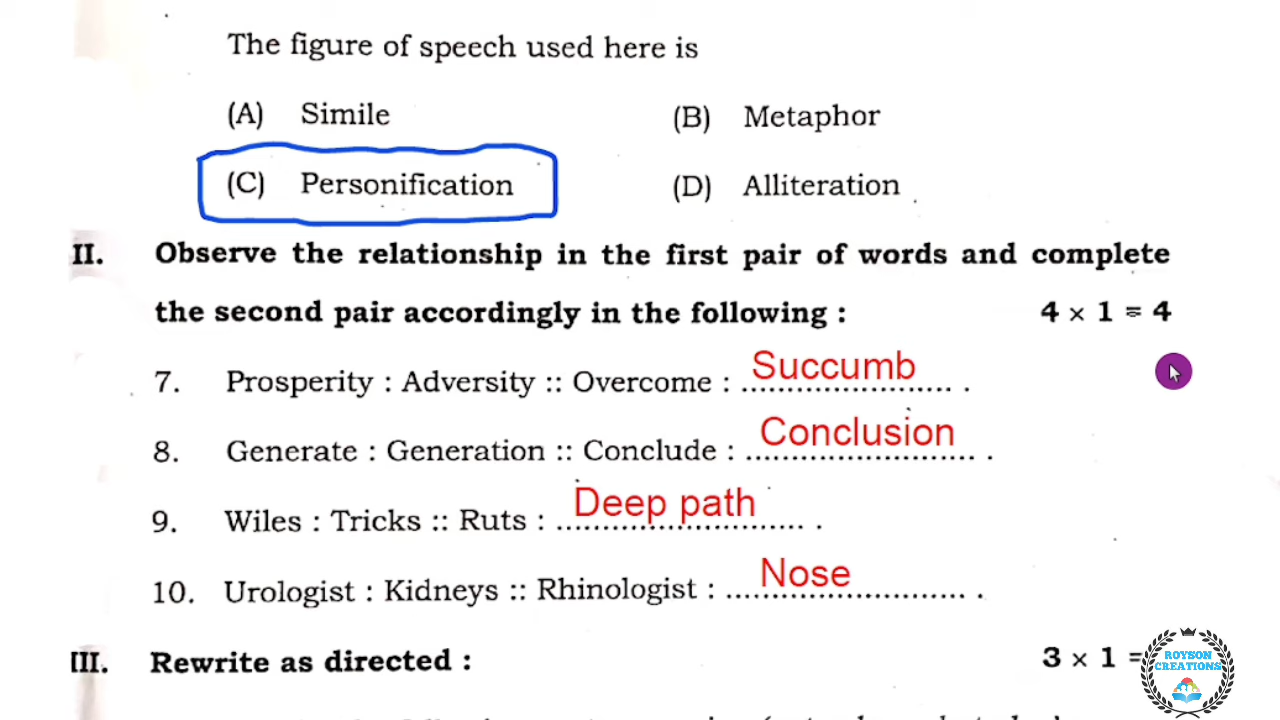 The figure of speech used here is
(A) Simile (B) Metaphor
(C) Personification (D) Alliteration
II. Observe the relationship in the first pair of words and complete
the second pair accordingly in the following : 4 × 1 = 4
7. Prosperity : Adversity :: Overcome : Succumb .
8. Generate : Generation :: Conclude : Conclusion .
9. Wiles : Tricks :: Ruts : Deep path .
10. Urologist : Kidneys :: Rhinologist : Nose .
III. Rewrite as directed : 3 × 1 =
ROYSON
CREATIONS